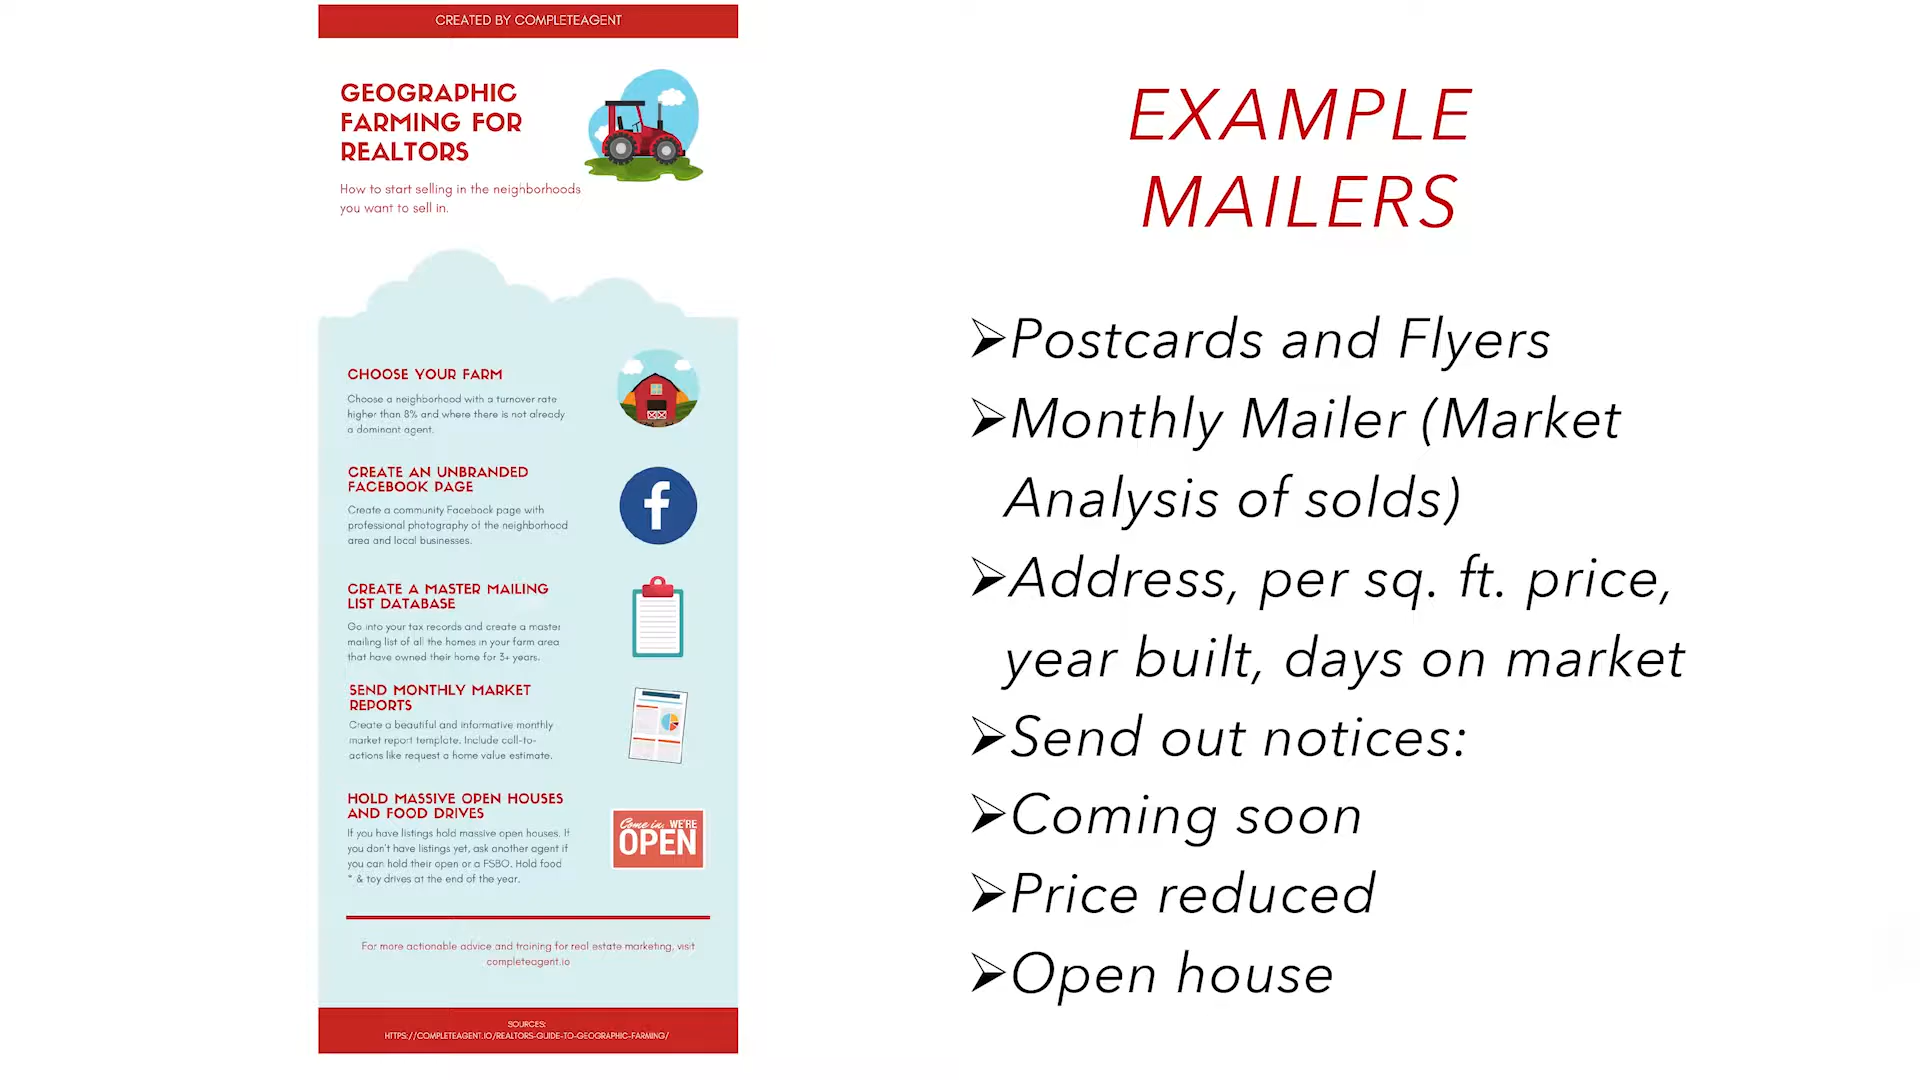 CREATED BY COMPLETEAGENT
GEOGRAPHIC
FARMING FOR
REALTORS
How to start selling in the neighborhoods
you want to sell in.
CHOOSE YOUR FARM
Choose a neighborhood with a turnover rate
higher than 8% and where there is not already
a dominant agent.
CREATE AN UNBRANDED
FACEBOOK PAGE
Create a community Facebook page with
professional photography of the neighborhood
area and local businesses.
f
CREATE A MASTER MAILING
LIST DATABASE
Go into your tax records and create a master
mailing list of all the homes in your farm area
that have owned their home for 3+ years.
SEND MONTHLY MARKET
REPORTS
Create a beautiful and informative monthly
market report template. Include call-to-
actions like request a home value estimate.
HOLD MASSIVE OPEN HOUSES
AND FOOD DRIVES
If you have listings hold massive open houses. If
you don't have listings yet, ask another agent if
you can hold their open or a FSBO. Hold food
" & toy drives at the end of the year.
Come in, WE'RE
OPEN
For more actionable advice and training for real estate marketing, visit
completeagent.io
SOURCES:
HTTPS://COMPLETEAGENT.IO/REALTORS-GUIDE-TO-GEOGRAPHIC-FARMING/
EXAMPLE
MAILERS
➢Postcards and Flyers
➢Monthly Mailer (Market
Analysis of solds)
➢Address, per sq. ft. price,
year built, days on market
➢Send out notices:
➢Coming soon
➢Price reduced
➢Open house